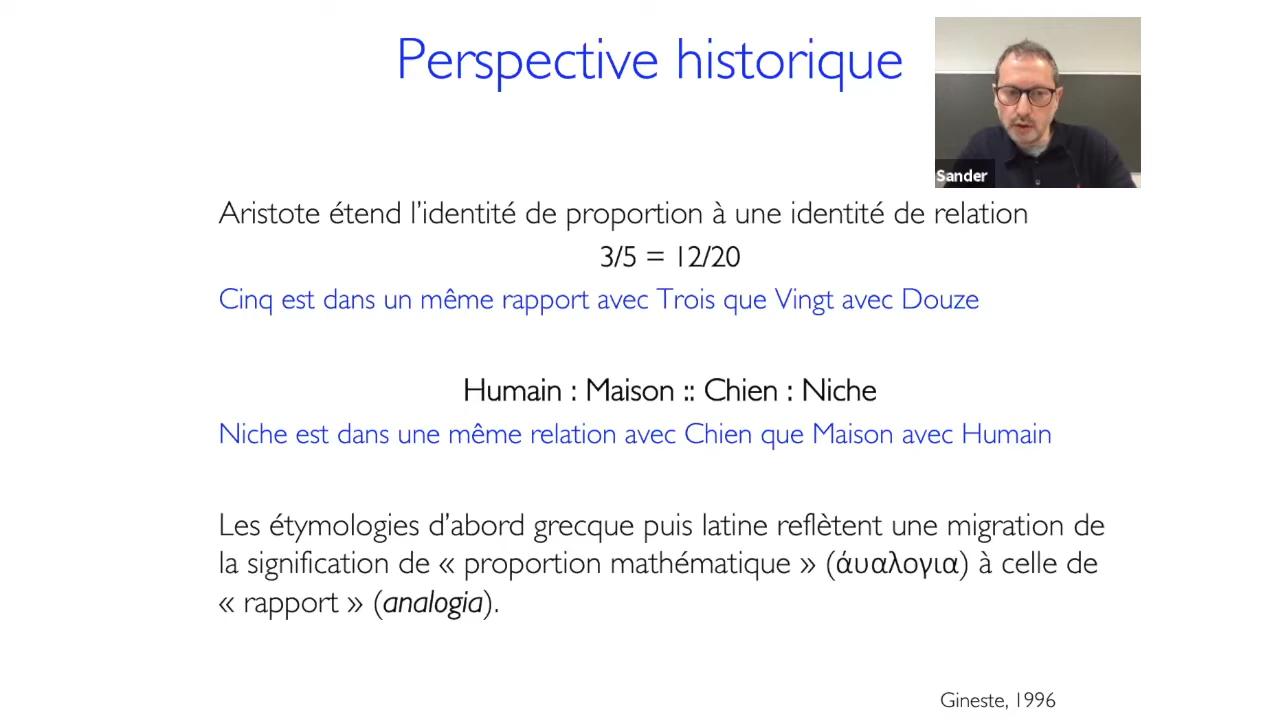 Perspective historique
Sander
Aristote étend l’identité de proportion à une identité de relation
3/5 = 12/20
Cinq est dans un même rapport avec Trois que Vingt avec Douze
Humain : Maison :: Chien : Niche
Niche est dans une même relation avec Chien que Maison avec Humain
Les étymologies d’abord grecque puis latine reflètent une migration de
la signification de « proportion mathématique » (άυαλογια) à celle de
« rapport » (analogia).
Gineste, 1996